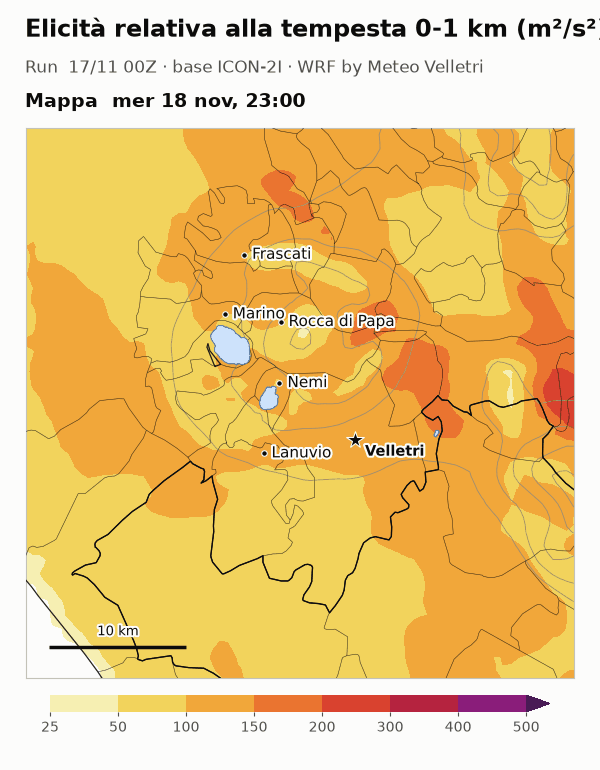 Elicità relativa alla tempesta 0-1 km (m²/s²)
Run 17/11 00Z · base ICON-2I · WRF by Meteo Velletri
Mappa mer 18 nov, 23:00
Frascati
Marino
Rocca di Papa
Nemi
Velletri
Lanuvio
10 km
25 50 100 150 200 300 400 500